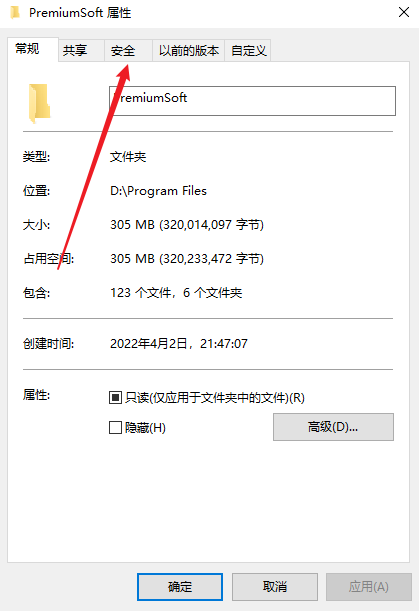 PremiumSoft 属性
常规 共享 安全 以前的版本 自定义
PremiumSoft
类型: 文件夹
位置: D:\Program Files
大小: 305 MB (320,014,097 字节)
占用空间: 305 MB (320,233,472 字节)
包含: 123 个文件，6 个文件夹
创建时间: 2022年4月2日，21:47:07
属性: 只读(仅应用于文件夹中的文件)(R)
隐藏(H) 高级(D)...
确定 取消 应用(A)